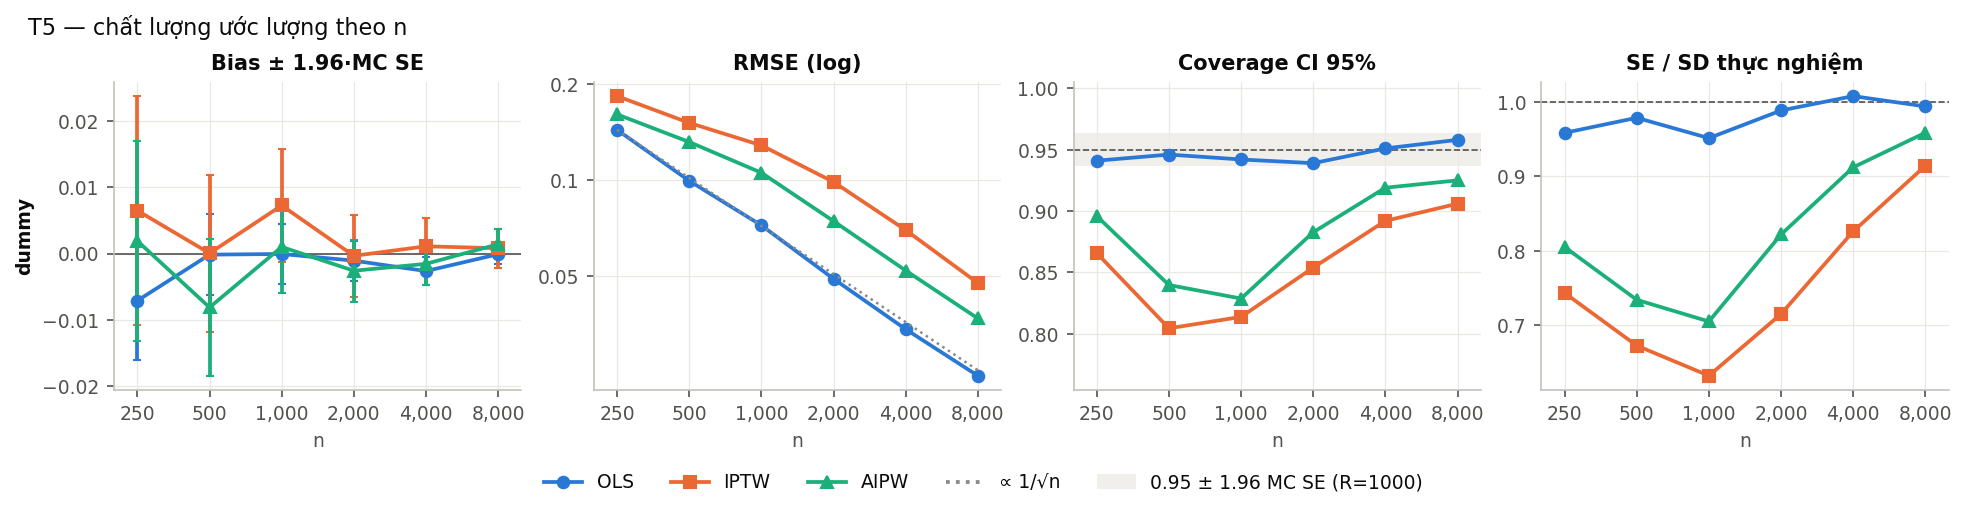 T5 — chất lượng ước lượng theo n
Bias ± 1.96·MC SE
RMSE (log)
Coverage CI 95%
SE / SD thực nghiệm
dummy
0.02
0.01
0.00
−0.01
−0.02
250 500 1,000 2,000 4,000 8,000
n
0.2
0.1
0.05
250 500 1,000 2,000 4,000 8,000
n
1.00
0.95
0.90
0.85
0.80
250 500 1,000 2,000 4,000 8,000
n
1.0
0.9
0.8
0.7
250 500 1,000 2,000 4,000 8,000
n
OLS IPTW AIPW ∝ 1/√n 0.95 ± 1.96 MC SE (R=1000)